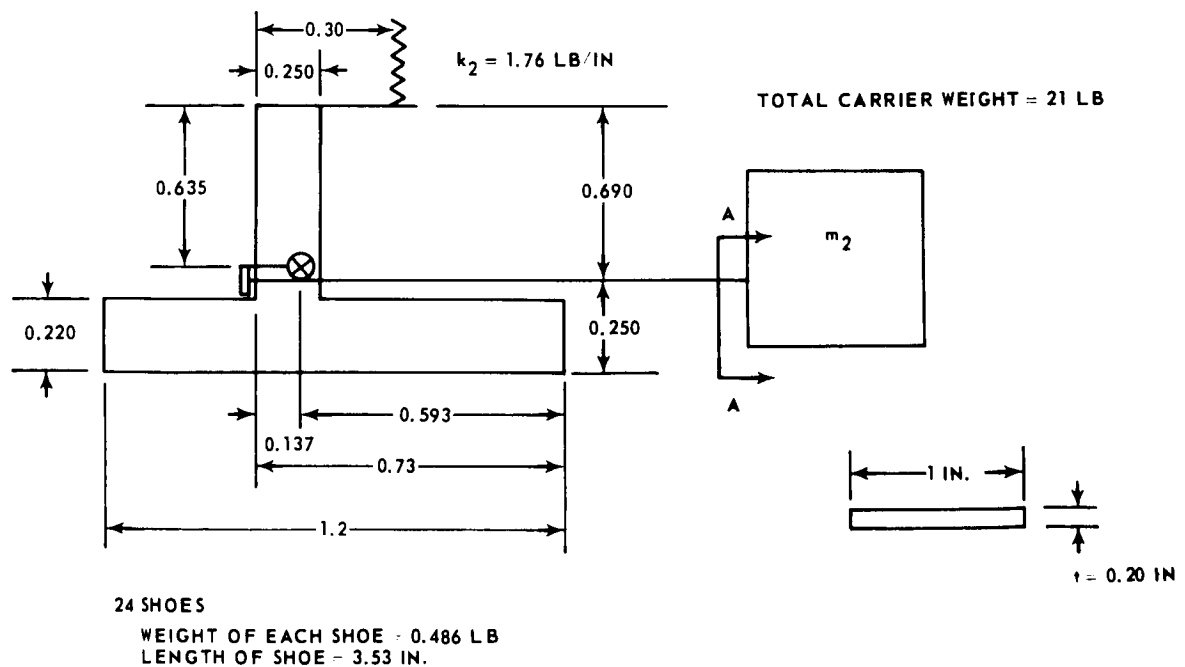 0.30
k2 = 1.76 LB/IN
0.250
TOTAL CARRIER WEIGHT = 21 LB
0.635
0.690
A
m2
0.220
0.250
A
0.593
0.137
0.73
1 IN.
1.2
t = 0.20 IN
24 SHOES
WEIGHT OF EACH SHOE - 0.486 LB
LENGTH OF SHOE - 3.53 IN.